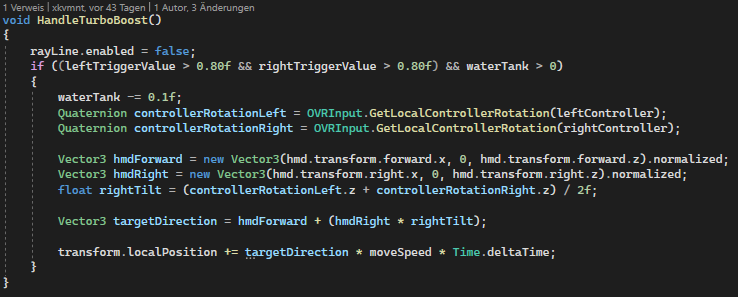 1 Verweis | xkvmnt, vor 43 Tagen | 1 Autor, 3 Änderungen
void HandleTurboBoost()
{
    rayLine.enabled = false;
    if ((leftTriggerValue > 0.80f && rightTriggerValue > 0.80f) && waterTank > 0)
    {
        waterTank -= 0.1f;
        Quaternion controllerRotationLeft = OVRInput.GetLocalControllerRotation(leftController);
        Quaternion controllerRotationRight = OVRInput.GetLocalControllerRotation(rightController);

        Vector3 hmdForward = new Vector3(hmd.transform.forward.x, 0, hmd.transform.forward.z).normalized;
        Vector3 hmdRight = new Vector3(hmd.transform.right.x, 0, hmd.transform.right.z).normalized;
        float rightTilt = (controllerRotationLeft.z + controllerRotationRight.z) / 2f;

        Vector3 targetDirection = hmdForward + (hmdRight * rightTilt);

        transform.localPosition += targetDirection * moveSpeed * Time.deltaTime;
    }
}